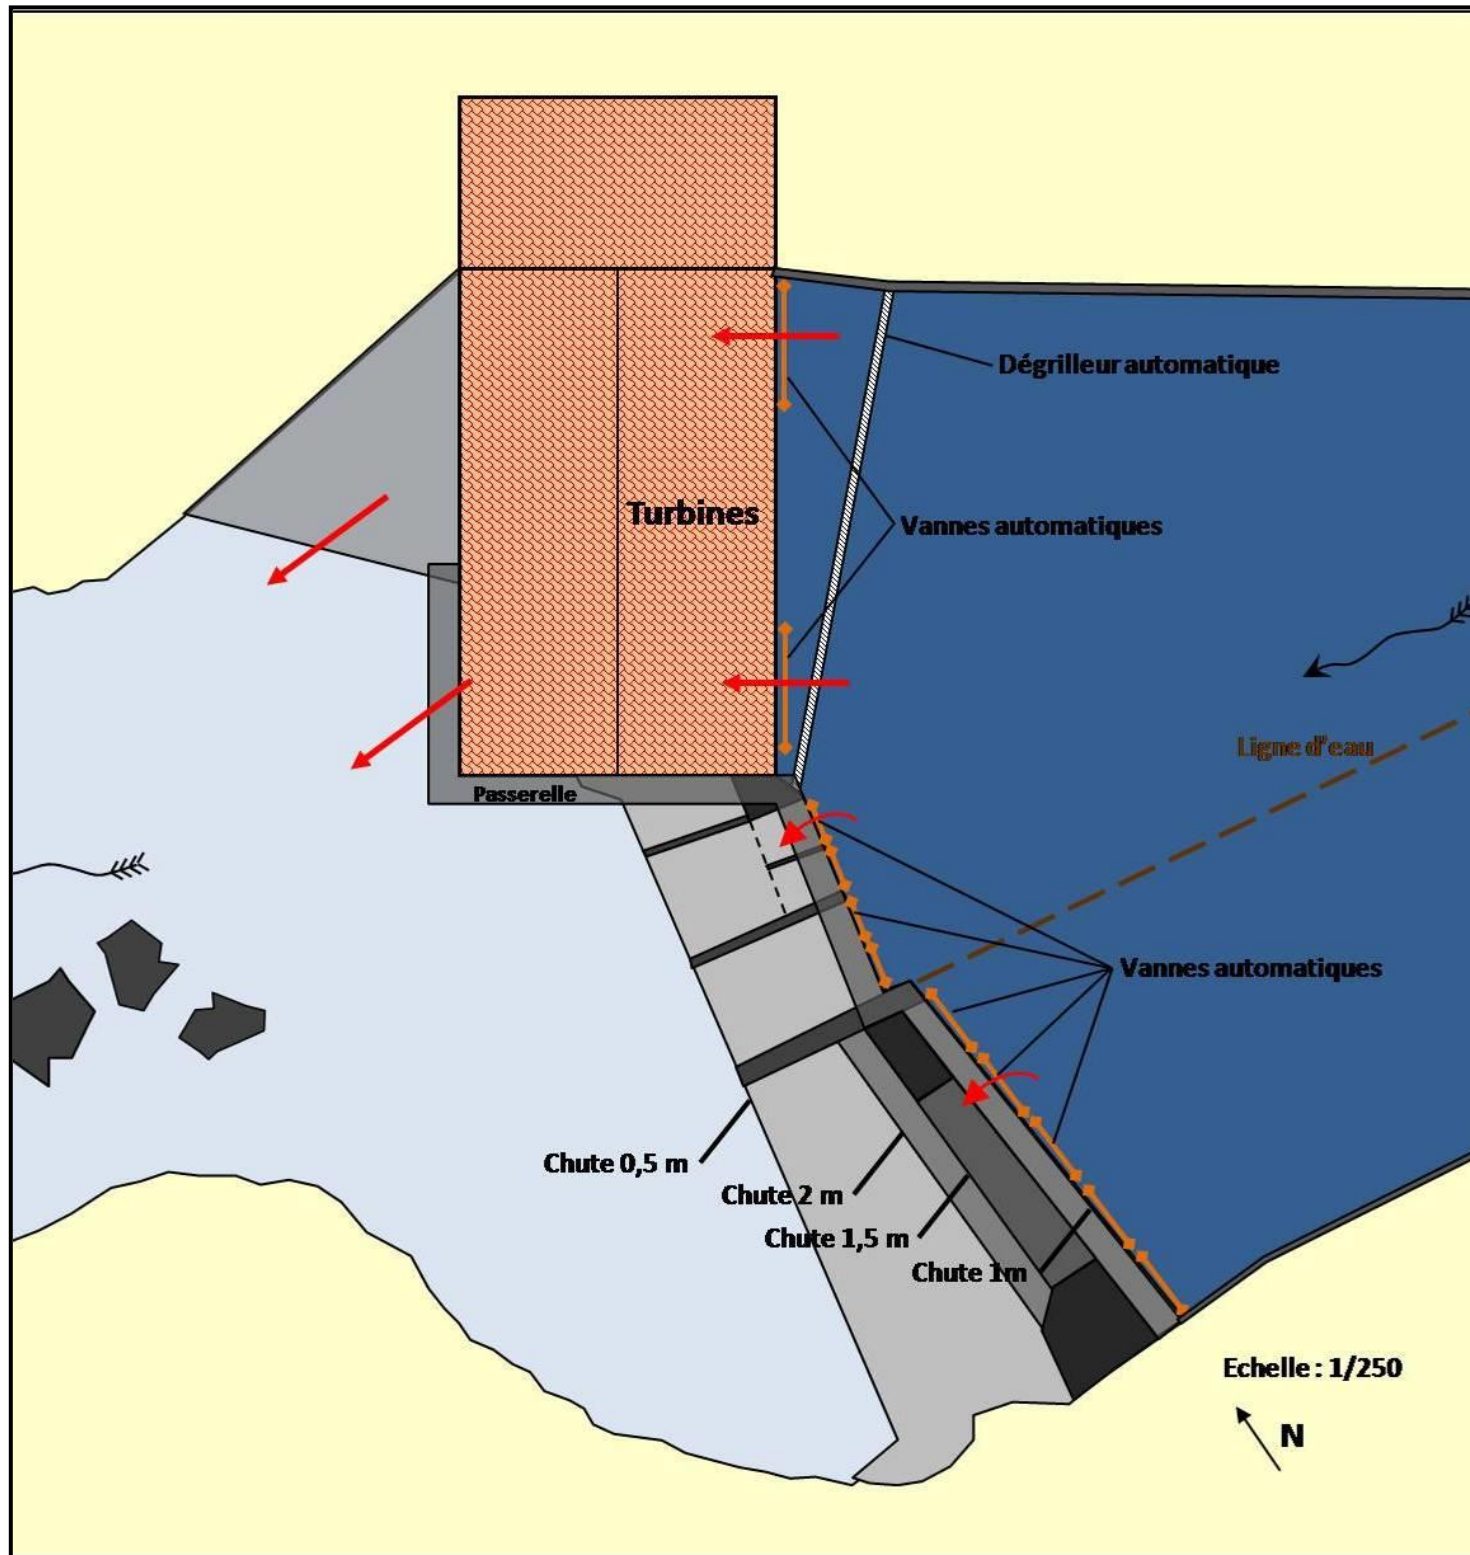 Dégrilleur automatique
Turbines
Vannes automatiques
Ligne d'eau
Passerelle
Vannes automatiques
Chute 0,5 m
Chute 2 m
Chute 1,5 m
Chute 1m
Echelle : 1/250
N